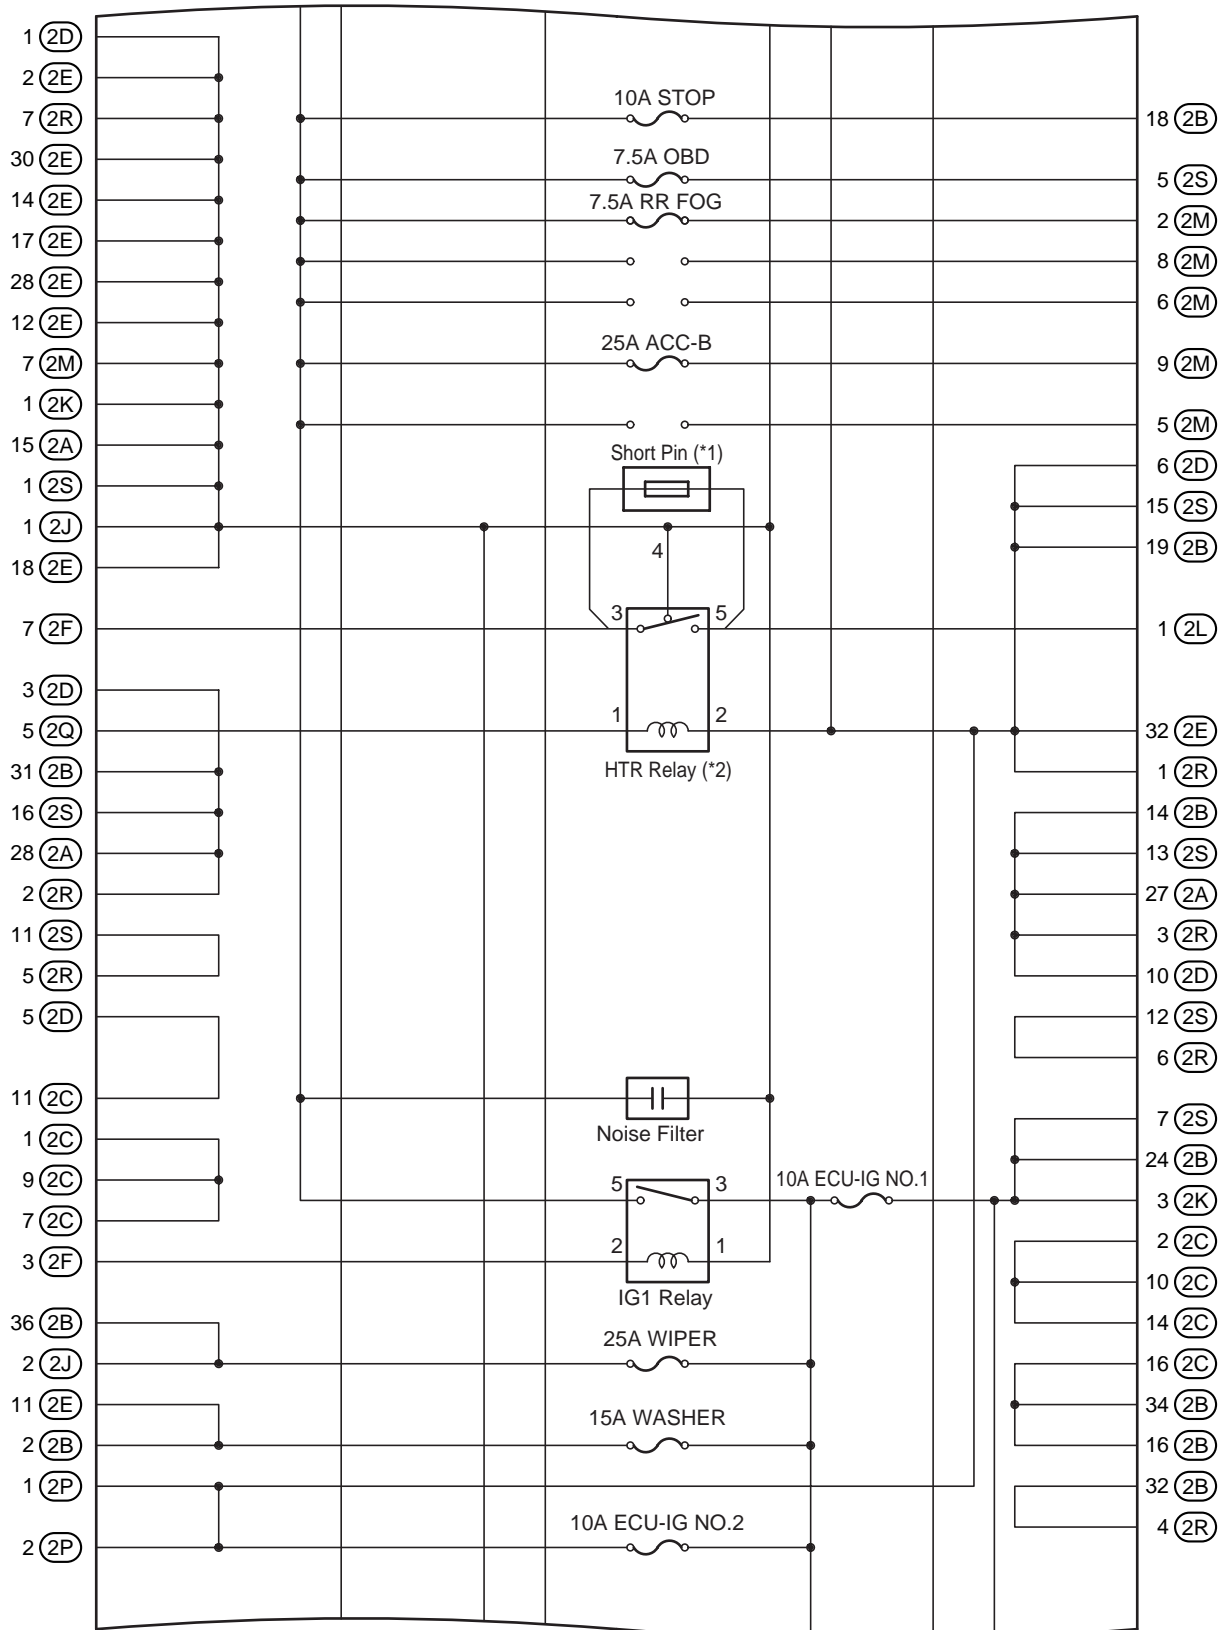 1 2D
2 2E
7 2R
10A STOP
18 2B
30 2E
7.5A OBD
5 2S
14 2E
7.5A RR FOG
2 2M
17 2E
8 2M
28 2E
6 2M
12 2E
7 2M
25A ACC-B
9 2M
1 2K
5 2M
15 2A
Short Pin (*1)
6 2D
1 2S
15 2S
1 2J
4
19 2B
18 2E
7 2F
3 5
1 2L
3 2D
5 2Q
1 2
32 2E
31 2B
HTR Relay (*2)
1 2R
16 2S
14 2B
28 2A
13 2S
2 2R
27 2A
11 2S
3 2R
5 2R
10 2D
5 2D
12 2S
6 2R
11 2C
7 2S
1 2C
Noise Filter
24 2B
9 2C
5 3
10A ECU-IG NO.1
3 2K
7 2C
2 2C
3 2F
2 1
10 2C
IG1 Relay
36 2B
14 2C
2 2J
25A WIPER
16 2C
11 2E
34 2B
2 2B
15A WASHER
16 2B
1 2P
32 2B
2 2P
10A ECU-IG NO.2
4 2R